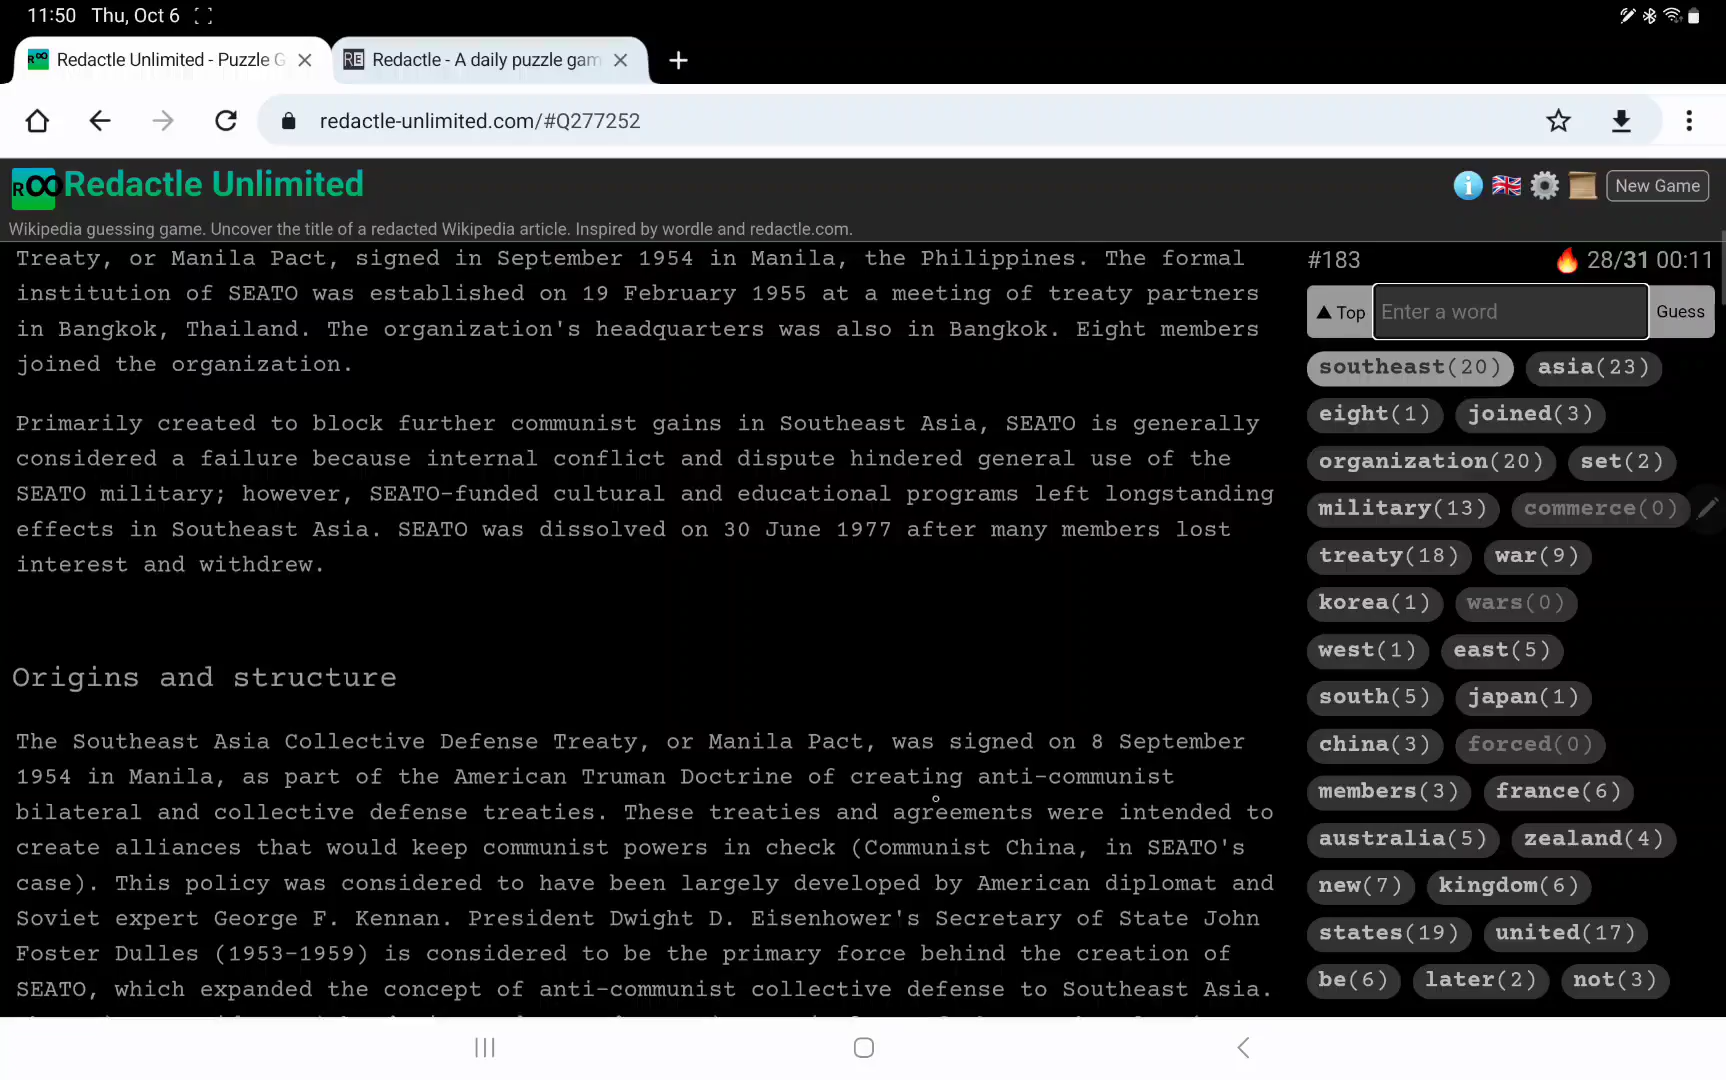 11:50 Thu, Oct 6
Redactle Unlimited - Puzzle G
Redactle - A daily puzzle gam
redactle-unlimited.com/#Q277252
Redactle Unlimited
New Game
Wikipedia guessing game. Uncover the title of a redacted Wikipedia article. Inspired by wordle and redactle.com.
Treaty, or Manila Pact, signed in September 1954 in Manila, the Philippines. The formal
institution of SEATO was established on 19 February 1955 at a meeting of treaty partners
in Bangkok, Thailand. The organization's headquarters was also in Bangkok. Eight members
joined the organization.
Primarily created to block further communist gains in Southeast Asia, SEATO is generally
considered a failure because internal conflict and dispute hindered general use of the
SEATO military; however, SEATO-funded cultural and educational programs left longstanding
effects in Southeast Asia. SEATO was dissolved on 30 June 1977 after many members lost
interest and withdrew.
Origins and structure
The Southeast Asia Collective Defense Treaty, or Manila Pact, was signed on 8 September
1954 in Manila, as part of the American Truman Doctrine of creating anti-communist
bilateral and collective defense treaties. These treaties and agreements were intended to
create alliances that would keep communist powers in check (Communist China, in SEATO's
case). This policy was considered to have been largely developed by American diplomat and
Soviet expert George F. Kennan. President Dwight D. Eisenhower's Secretary of State John
Foster Dulles (1953-1959) is considered to be the primary force behind the creation of
SEATO, which expanded the concept of anti-communist collective defense to Southeast Asia.
#183 🔥 28/31 00:11
▲ Top Enter a word Guess
southeast(20) asia(23)
eight(1) joined(3)
organization(20) set(2)
military(13) commerce(0)
treaty(18) war(9)
korea(1) wars(0)
west(1) east(5)
south(5) japan(1)
china(3) forced(0)
members(3) france(6)
australia(5) zealand(4)
new(7) kingdom(6)
states(19) united(17)
be(6) later(2) not(3)